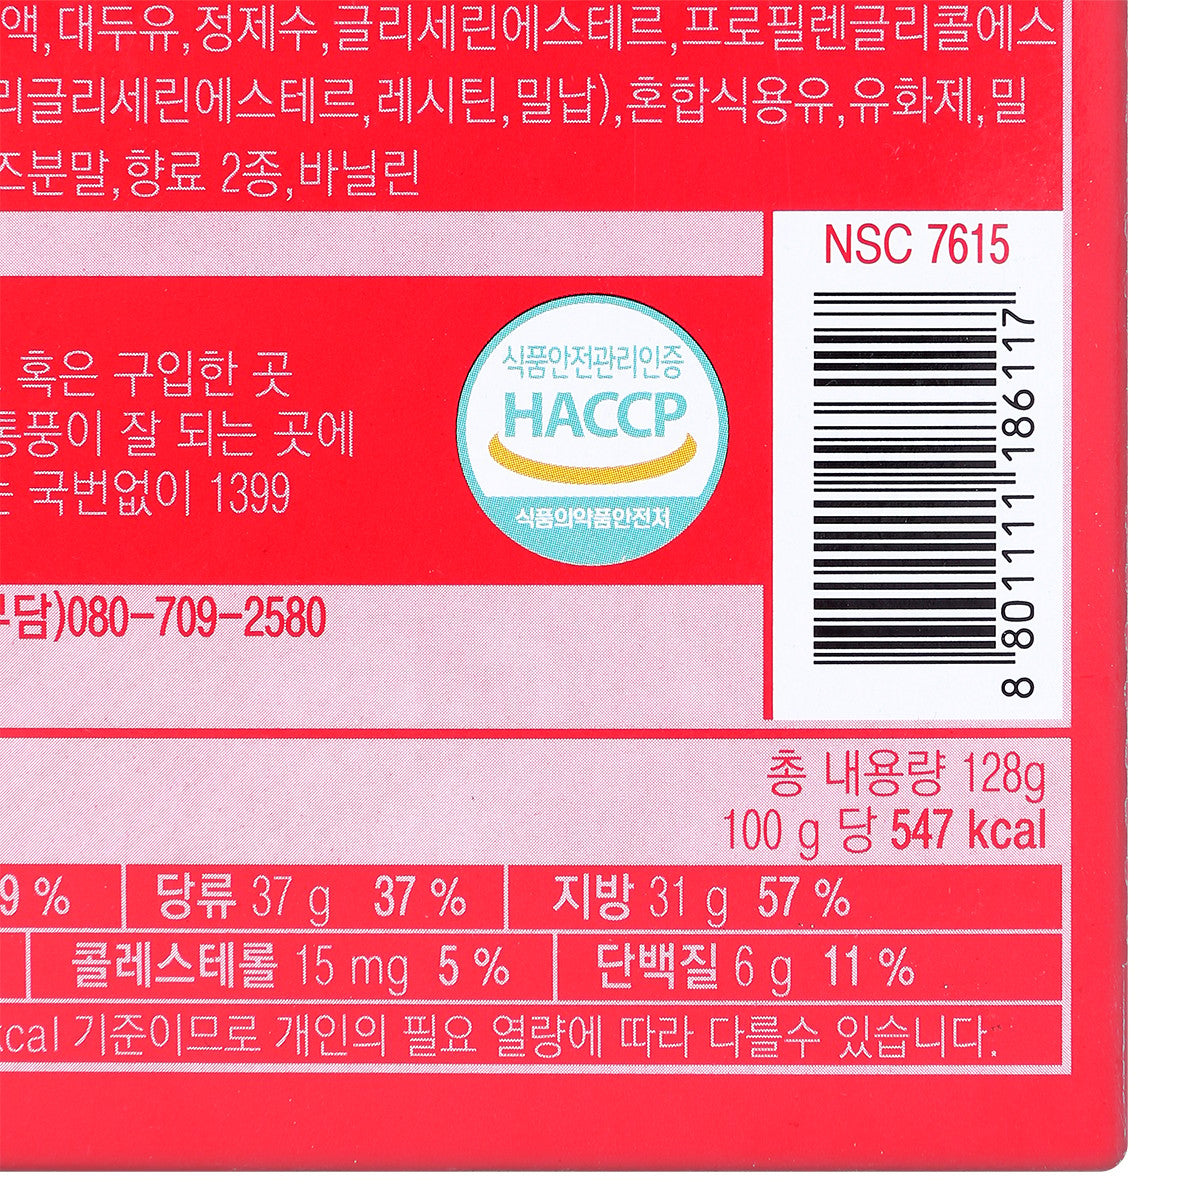 액,대두유,정제수,글리세린에스테르,프로필렌글리콜에스
리글리세린에스테르,레시틴,밀납),혼합식용유,유화제,밀
즈분말,향료 2종,바닐린
NSC 7615
8 801111 186117
혹은 구입한 곳
통풍이 잘 되는 곳에
는 국번없이 1399
식품안전관리인증
HACCP
식품의약품안전처
부담)080-709-2580
총 내용량 128g
100 g 당 547 kcal
9 % 당류 37 g 37 % 지방 31 g 57 %
콜레스테롤 15 mg 5 % 단백질 6 g 11 %
kcal 기준이므로 개인의 필요 열량에 따라 다를수 있습니다.